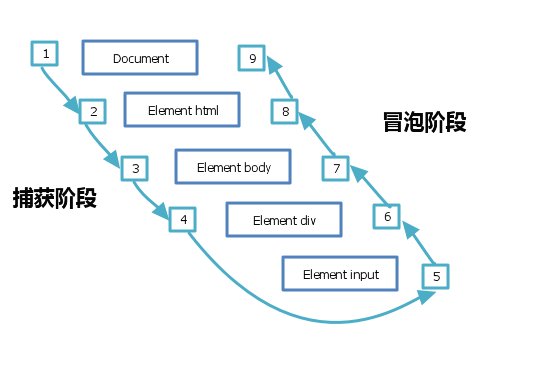 1
Document
9
2
Element html
8
冒泡阶段
3
Element body
7
捕获阶段
4
Element div
6
Element input
5